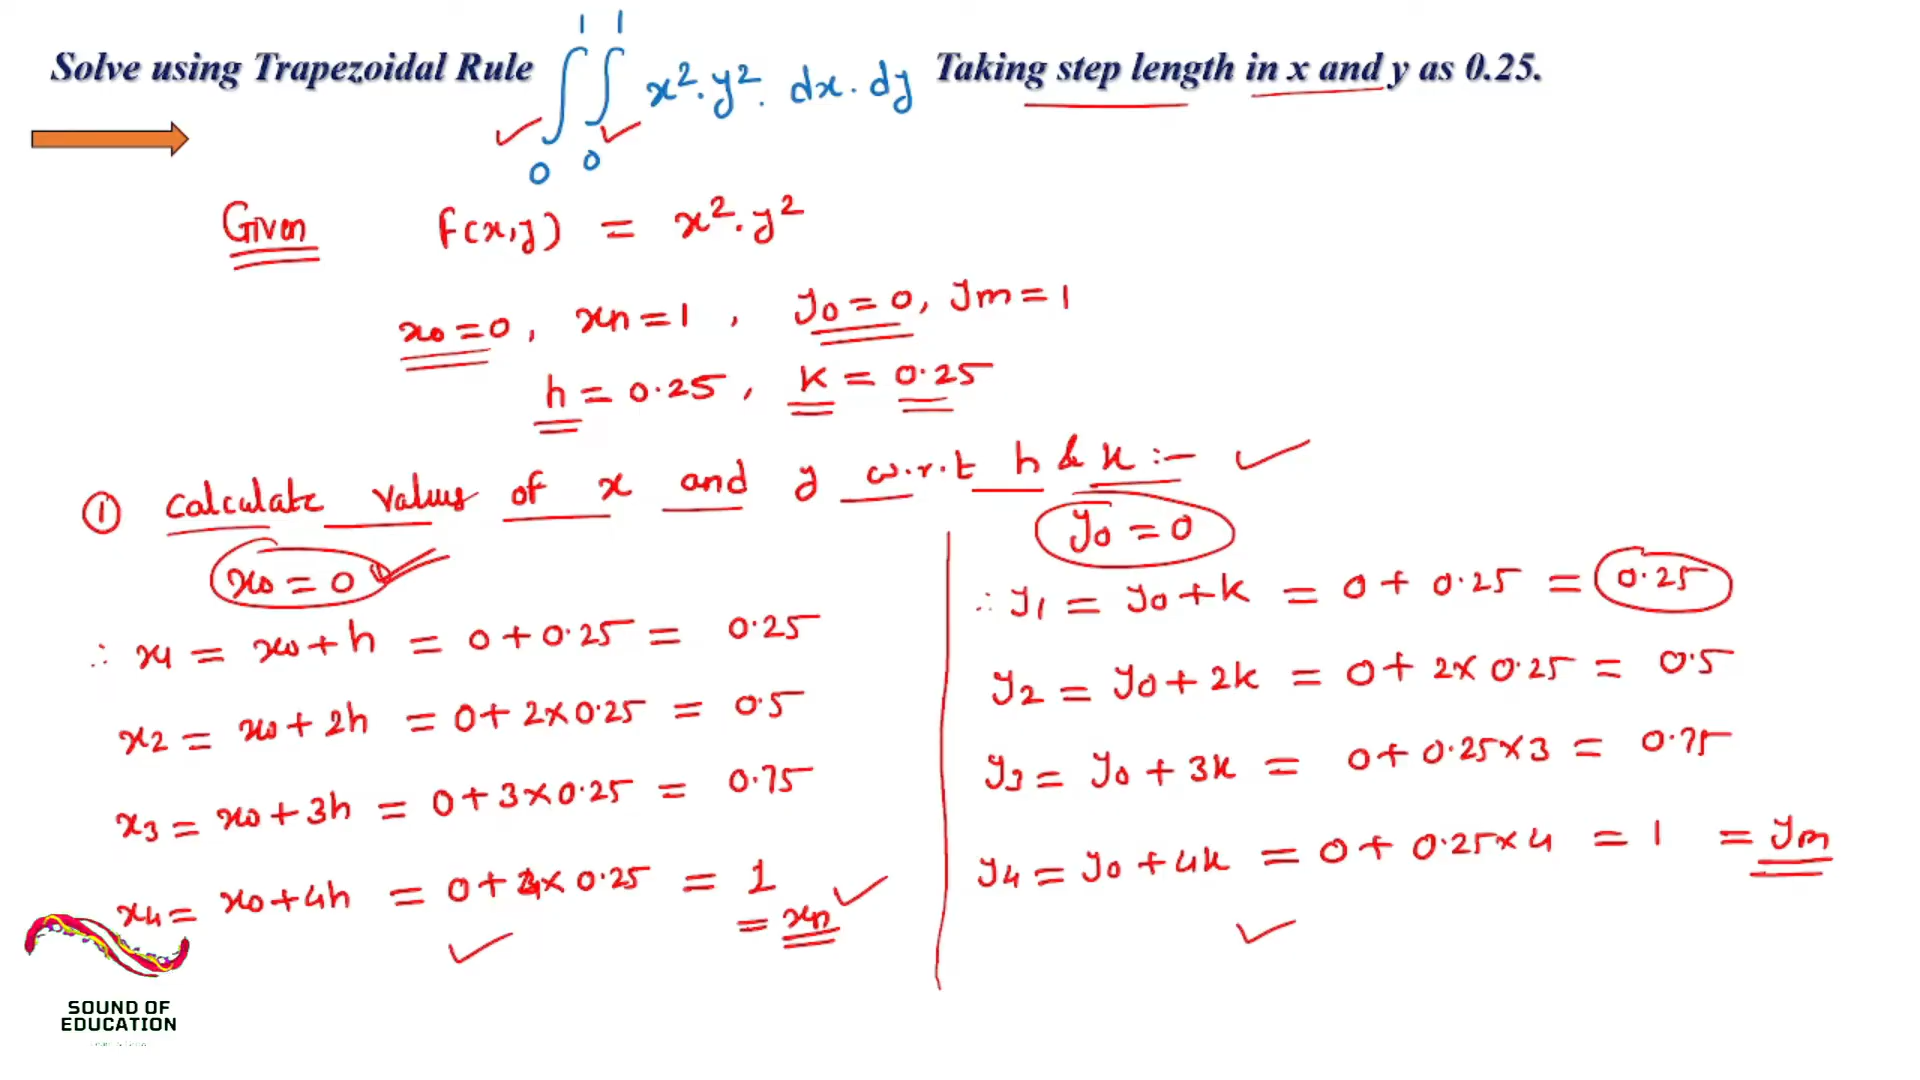 Solve using Trapezoidal Rule ∫₀¹ ∫₀¹ x². y². dx. dy Taking step length in x and y as 0.25.
Given f(x,y) = x². y²
x0 = 0, xn = 1, y0 = 0, ym = 1
h = 0.25, k = 0.25
① Calculate values of x and y w.r.t h & k :-
x0 = 0
∴ x1 = x0 + h = 0 + 0.25 = 0.25
x2 = x0 + 2h = 0 + 2 × 0.25 = 0.5
x3 = x0 + 3h = 0 + 3 × 0.25 = 0.75
x4 = x0 + 4h = 0 + 4 × 0.25 = 1
= xn
y0 = 0
∴ y1 = y0 + k = 0 + 0.25 = 0.25
y2 = y0 + 2k = 0 + 2 × 0.25 = 0.5
y3 = y0 + 3k = 0 + 0.25 × 3 = 0.75
y4 = y0 + 4k = 0 + 0.25 × 4 = 1 = ym
SOUND OF
EDUCATION